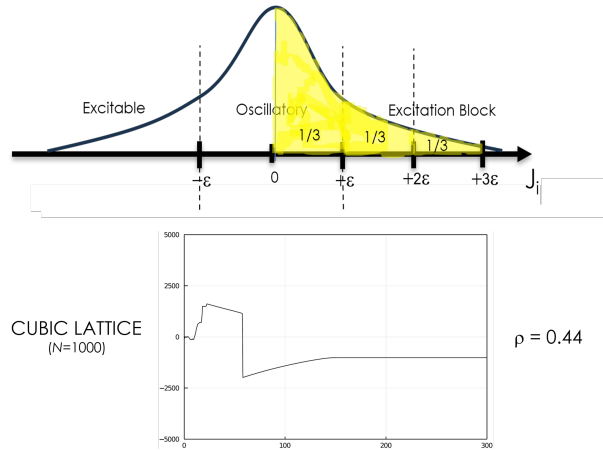 Excitable
Oscillatory
Excitation Block
1/3
1/3
1/3
-ε
0
+ε
+2ε
+3ε
Ji
5000
2500
0
−2500
−5000
0
100
200
300
CUBIC LATTICE
(N=1000)
ρ = 0.44